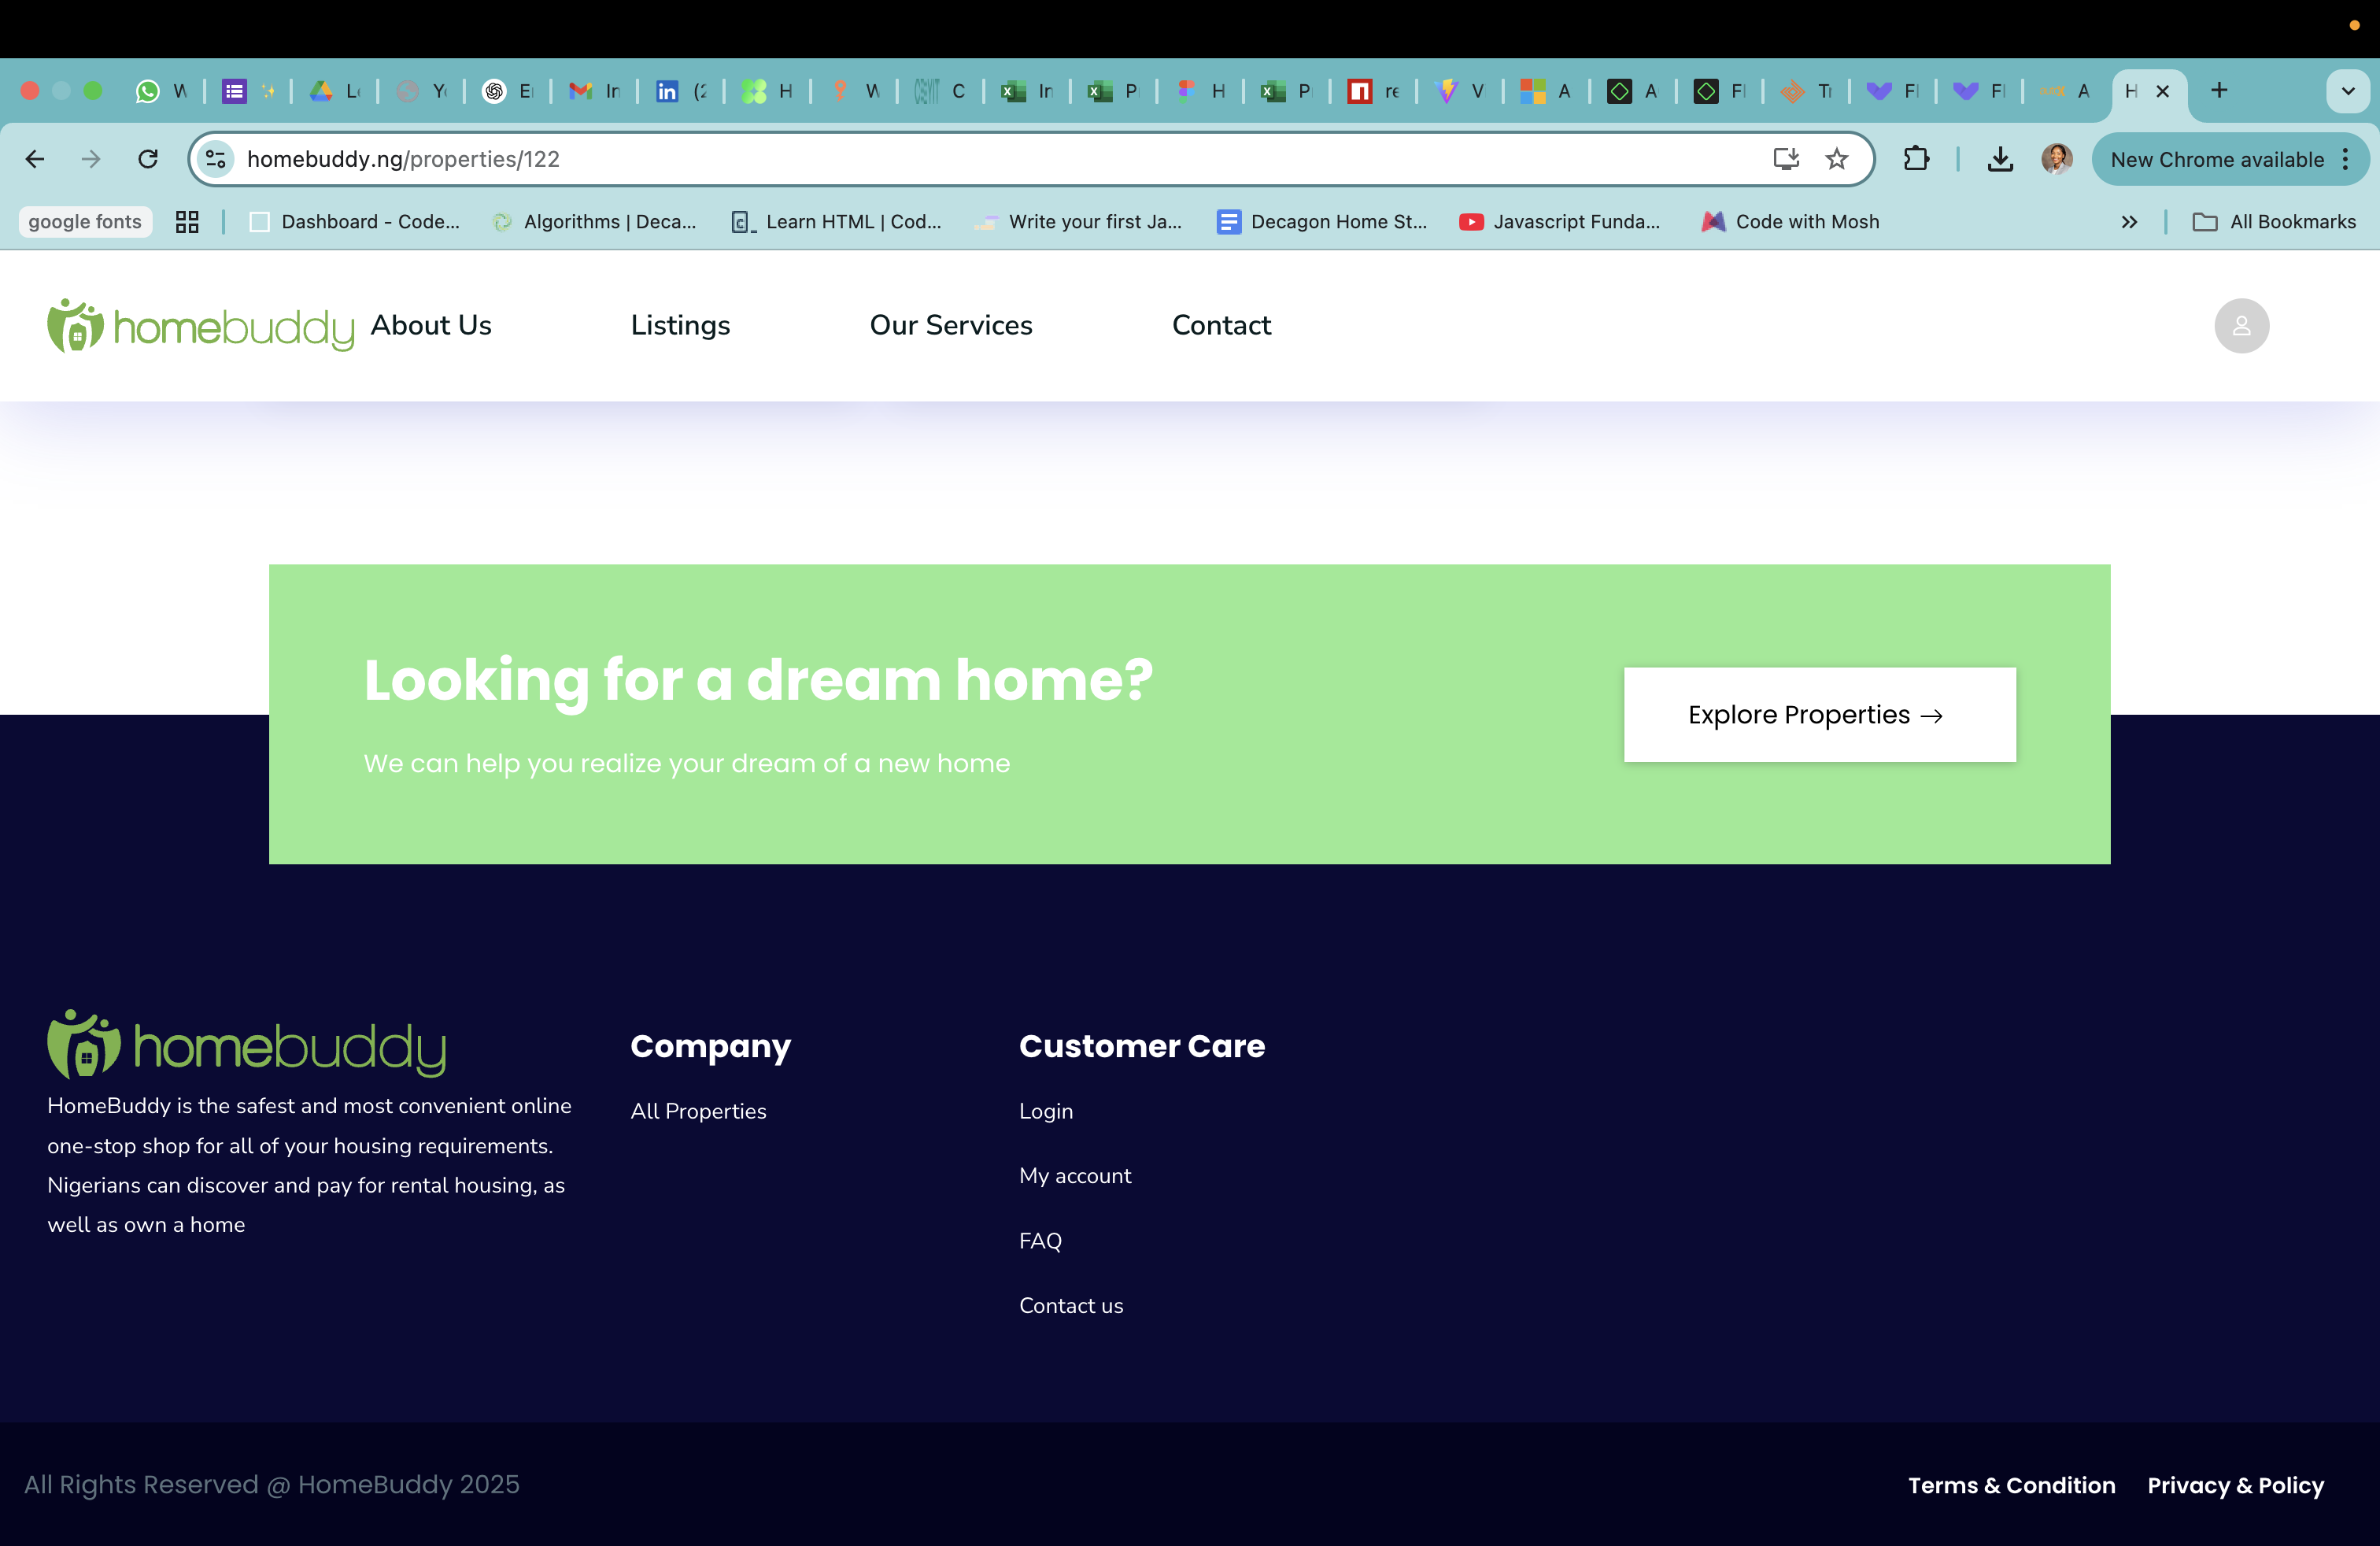 W
L
Y
E
In
(2
H
W
C
In
P
H
P
re
V
A
A
Fl
Tr
Fl
Fl
A
H
homebuddy.ng/properties/122
New Chrome available
google fonts
Dashboard - Code...
Algorithms | Deca...
Learn HTML | Cod...
Write your first Ja...
Decagon Home St...
Javascript Funda...
Code with Mosh
All Bookmarks
homebuddy
About Us
Listings
Our Services
Contact
Looking for a dream home?
We can help you realize your dream of a new home
Explore Properties →
homebuddy
HomeBuddy is the safest and most convenient online
one-stop shop for all of your housing requirements.
Nigerians can discover and pay for rental housing, as
well as own a home
Company
All Properties
Customer Care
Login
My account
FAQ
Contact us
All Rights Reserved @ HomeBuddy 2025
Terms & Condition
Privacy & Policy